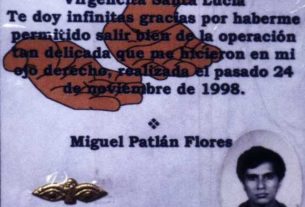 Virgencita Santa Lucia
Te doy infinitas gracias por haberme
permitido salir bien de la operación
tan delicada que me hicieron en mi
ojo derecho, realizada el pasado 24
de noviembre de 1998.
Miguel Patlán Flores